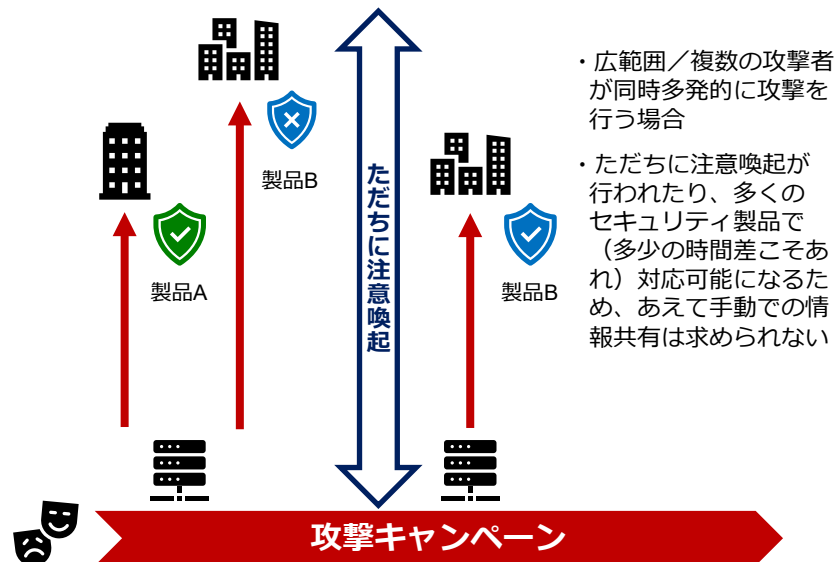 製品A
製品B
ただちに注意喚起
製品B
・広範囲／複数の攻撃者
が同時多発的に攻撃を
行う場合
・ただちに注意喚起が
行われたり、多くの
セキュリティ製品で
（多少の時間差こそあ
れ）対応可能になるた
め、あえて手動での情
報共有は求められない
攻撃キャンペーン